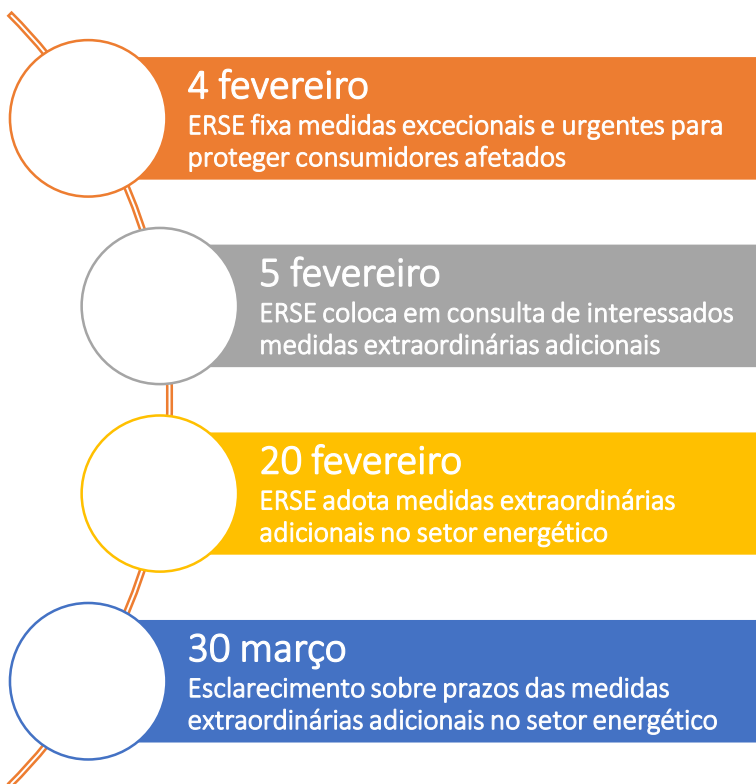 4 fevereiro
ERSE fixa medidas excecionais e urgentes para
proteger consumidores afetados
5 fevereiro
ERSE coloca em consulta de interessados
medidas extraordinárias adicionais
20 fevereiro
ERSE adota medidas extraordinárias
adicionais no setor energético
30 março
Esclarecimento sobre prazos das medidas
extraordinárias adicionais no setor energético